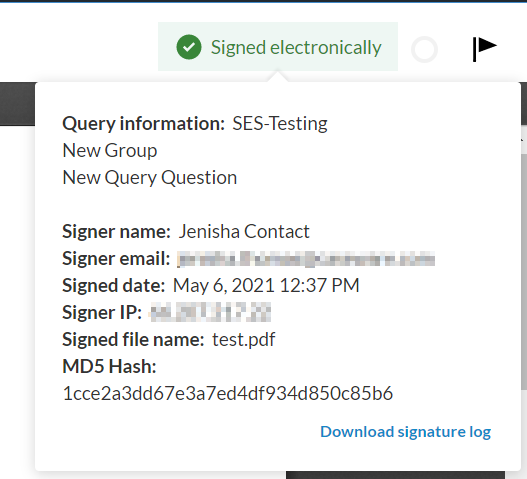 Signed electronically
Query information: SES-Testing
New Group
New Query Question
Signer name: Jenisha Contact
Signer email:
Signed date: May 6, 2021 12:37 PM
Signer IP:
Signed file name: test.pdf
MD5 Hash:
1cce2a3dd67e3a7ed4df934d850c85b6
Download signature log